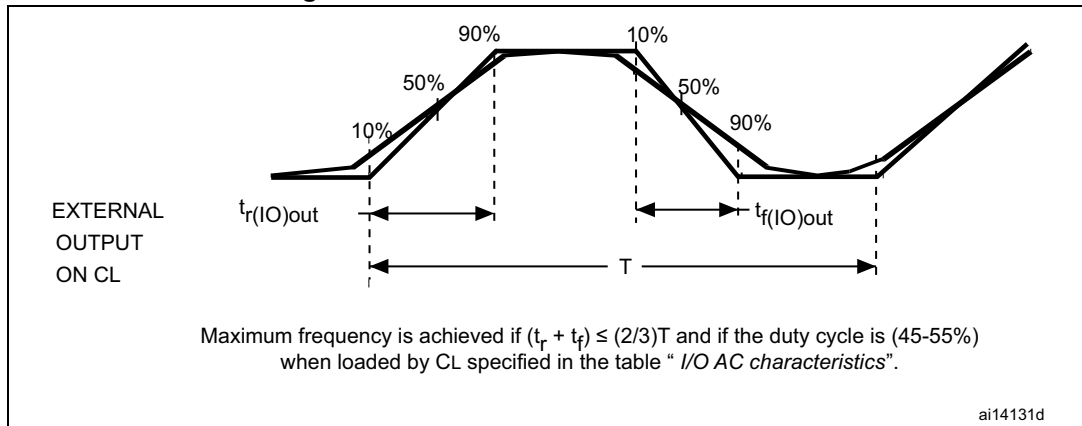 90%
10%
50%
50%
10%
90%
EXTERNAL
OUTPUT
ON CL
tr(IO)out
tf(IO)out
T
Maximum frequency is achieved if (tr + tf) ≤ (2/3)T and if the duty cycle is (45-55%)
when loaded by CL specified in the table “ I/O AC characteristics”.
ai14131d